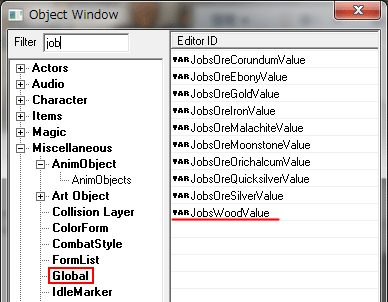 Object Window
Filter job
Actors
Audio
Character
Items
Magic
Miscellaneous
AnimObject
AnimObjects
Art Object
Collision Layer
ColorForm
CombatStyle
FormList
Global
IdleMarker
Editor ID
VAR JobsOreCorundumValue
VAR JobsOreEbonyValue
VAR JobsOreGoldValue
VAR JobsOreIronValue
VAR JobsOreMalachiteValue
VAR JobsOreMoonstoneValue
VAR JobsOreOrichalcumValue
VAR JobsOreQuicksilverValue
VAR JobsOreSilverValue
VAR JobsWoodValue